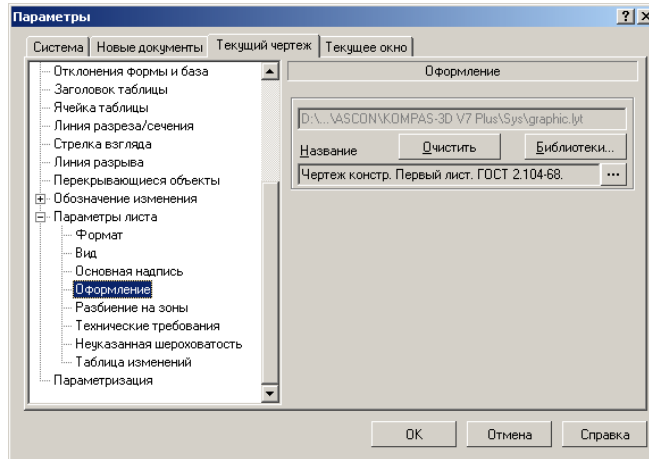 Параметры
Система Новые документы Текущий чертеж Текущее окно
Отклонения формы и база
Заголовок таблицы
Ячейка таблицы
Линия разреза/сечения
Стрелка взгляда
Линия разрыва
Перекрывающиеся объекты
Обозначение изменения
Параметры листа
Формат
Вид
Основная надпись
Оформление
Разбиение на зоны
Технические требования
Неуказанная шероховатость
Таблица изменений
Параметризация
Оформление
D:\...\ASCON\KOMPAS-3D V7 Plus\Sys\graphic.lyt
Название Очистить Библиотеки...
Чертеж констр. Первый лист. ГОСТ 2.104-68. ...
OK Отмена Справка